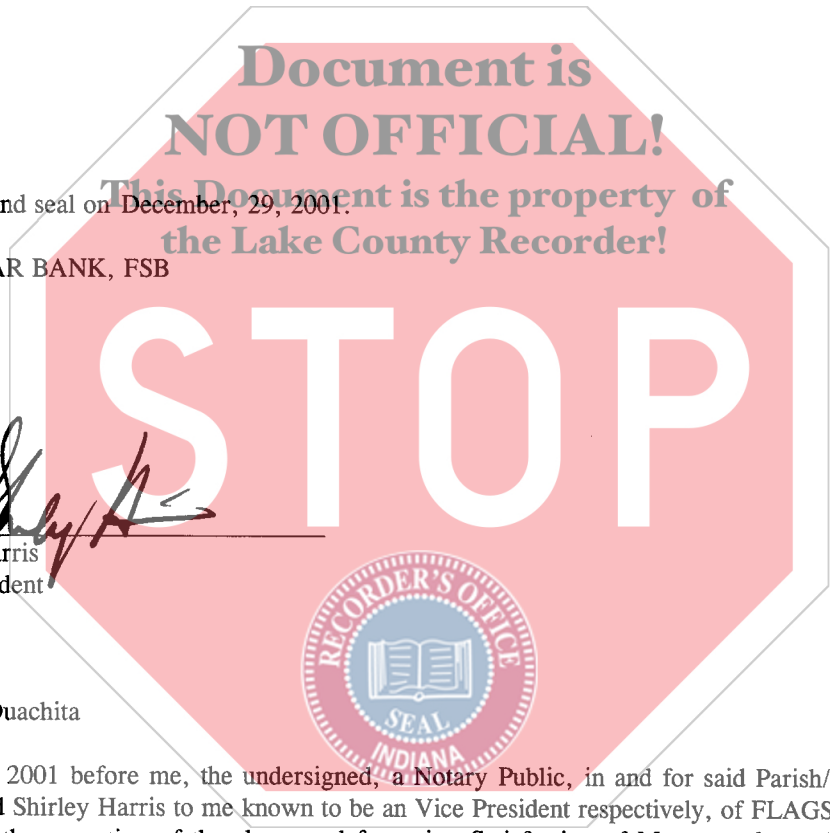 Document is
NOT OFFICIAL!
This Document is the property of
the Lake County Recorder!
nd seal on December, 29, 2001.
AR BANK, FSB
STOP
rris
dent
RECORDER'S OFFICE
SEAL
INDIANA
Ouachita
2001 before me, the undersigned, a Notary Public, in and for said Parish/
Shirley Harris to me known to be an Vice President respectively, of FLAGS